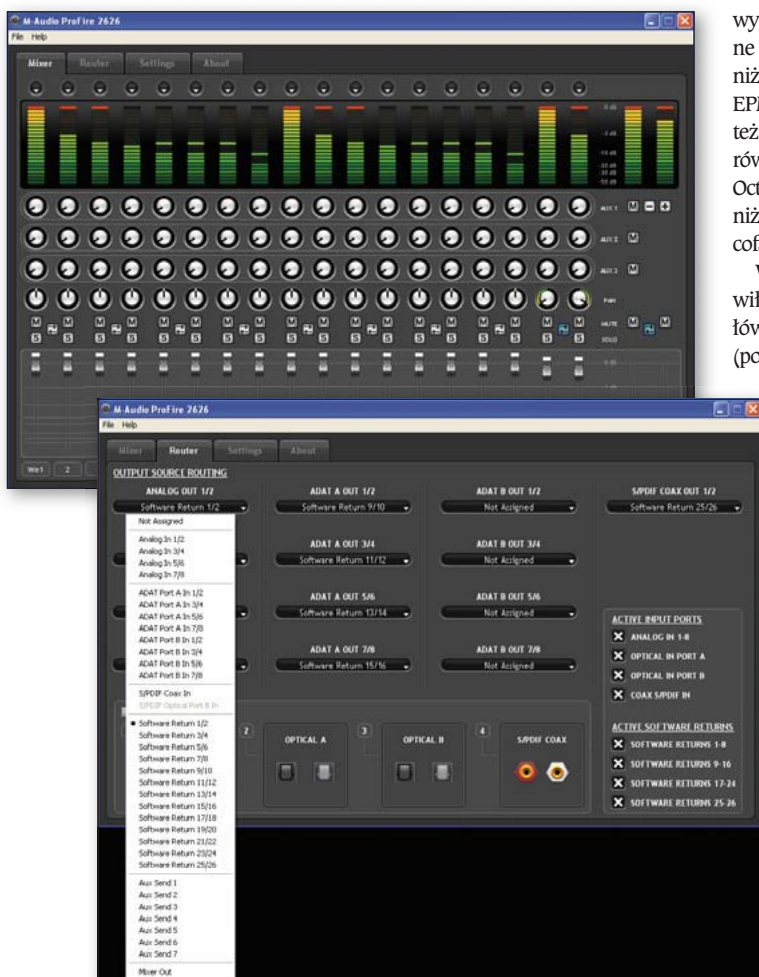 M-Audio ProFire 2626
File Help
Mixer Router Settings About
0 dB
AUX 1 M
AUX 2 M
AUX 3 M
PAN
M M M M M M M M M M M M M M M M MUTE M M
S S S S S S S S S S S S S S S S SOLO
2
wy
ne
niż
też
rów
Oct
niż
wił
łów
(po
M-Audio ProFire 2626
File Help
Mixer Router Settings About
OUTPUT SOURCE ROUTING
ANALOG OUT 1/2
Software Return 1/2
ADAT A OUT 1/2
Software Return 9/10
ADAT A OUT 3/4
Software Return 11/12
ADAT A OUT 5/6
Software Return 13/14
ADAT A OUT 7/8
Software Return 15/16
ADAT B OUT 1/2
Not Assigned
ADAT B OUT 3/4
Not Assigned
ADAT B OUT 5/6
Not Assigned
ADAT B OUT 7/8
Not Assigned
S/PDIF COAX OUT 1/2
Software Return 25/26
Not Assigned
Analog In 1/2
Analog In 3/4
Analog In 5/6
Analog In 7/8
ADAT Port A In 1/2
ADAT Port A In 3/4
ADAT Port A In 5/6
ADAT Port A In 7/8
ADAT Port B In 1/2
ADAT Port B In 3/4
ADAT Port B In 5/6
ADAT Port B In 7/8
S/PDIF Coax In
S/PDIF Optical Port B In
Software Return 1/2
Software Return 3/4
Software Return 5/6
Software Return 7/8
Software Return 9/10
Software Return 11/12
Software Return 13/14
Software Return 15/16
Software Return 17/18
Software Return 19/20
Software Return 21/22
Software Return 23/24
Software Return 25/26
Aux Send 1
Aux Send 2
Aux Send 3
Aux Send 4
Aux Send 5
Aux Send 6
Aux Send 7
Mixer Out
2
OPTICAL A
3
OPTICAL B
4
S/PDIF COAX
ACTIVE INPUT PORTS
ANALOG IN 1-8
OPTICAL IN PORT A
OPTICAL IN PORT B
COAX S/PDIF IN
ACTIVE SOFTWARE RETURNS
SOFTWARE RETURNS 1-8
SOFTWARE RETURNS 9-16
SOFTWARE RETURNS 17-24
SOFTWARE RETURNS 25-26